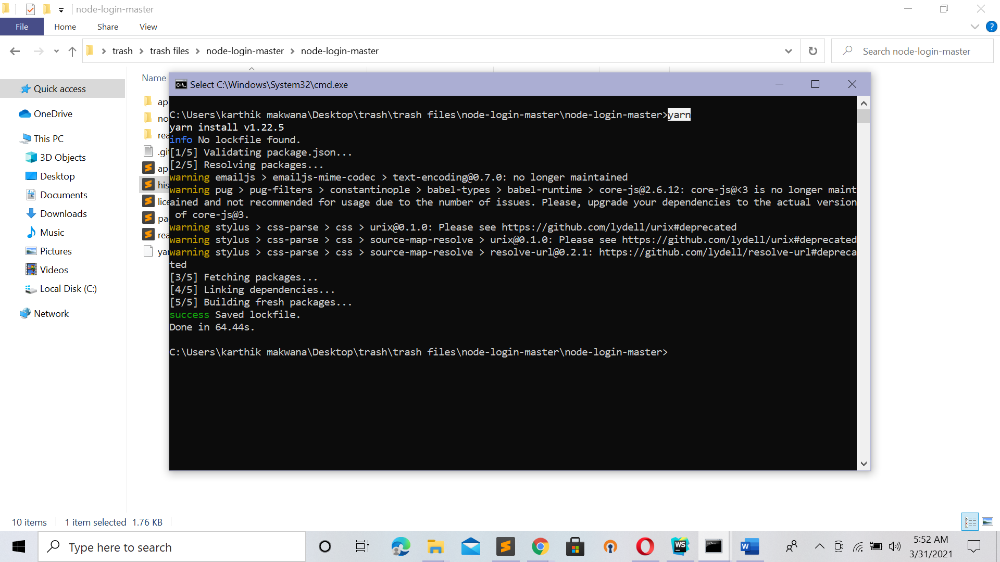 node-login-master
File Home Share View
trash trash files node-login-master node-login-master
Search node-login-master
Name
Quick access
OneDrive
This PC
3D Objects
Desktop
Documents
Downloads
Music
Pictures
Videos
Local Disk (C:)
Network
ap
no
rea
.gi
ap
his
lice
pa
rea
yar
Select C:\Windows\System32\cmd.exe
C:\Users\karthik makwana\Desktop\trash\trash files\node-login-master\node-login-master>yarn
yarn install v1.22.5
info No lockfile found.
[1/5] Validating package.json...
[2/5] Resolving packages...
warning emailjs > emailjs-mime-codec > text-encoding@0.7.0: no longer maintained
warning pug > pug-filters > constantinople > babel-types > babel-runtime > core-js@2.6.12: core-js@<3 is no longer maint
ained and not recommended for usage due to the number of issues. Please, upgrade your dependencies to the actual version
of core-js@3.
warning stylus > css-parse > css > urix@0.1.0: Please see https://github.com/lydell/urix#deprecated
warning stylus > css-parse > css > source-map-resolve > urix@0.1.0: Please see https://github.com/lydell/urix#deprecated
warning stylus > css-parse > css > source-map-resolve > resolve-url@0.2.1: https://github.com/lydell/resolve-url#depreca
ted
[3/5] Fetching packages...
[4/5] Linking dependencies...
[5/5] Building fresh packages...
success Saved lockfile.
Done in 64.44s.
C:\Users\karthik makwana\Desktop\trash\trash files\node-login-master\node-login-master>
10 items 1 item selected 1.76 KB
Type here to search
5:52 AM
3/31/2021